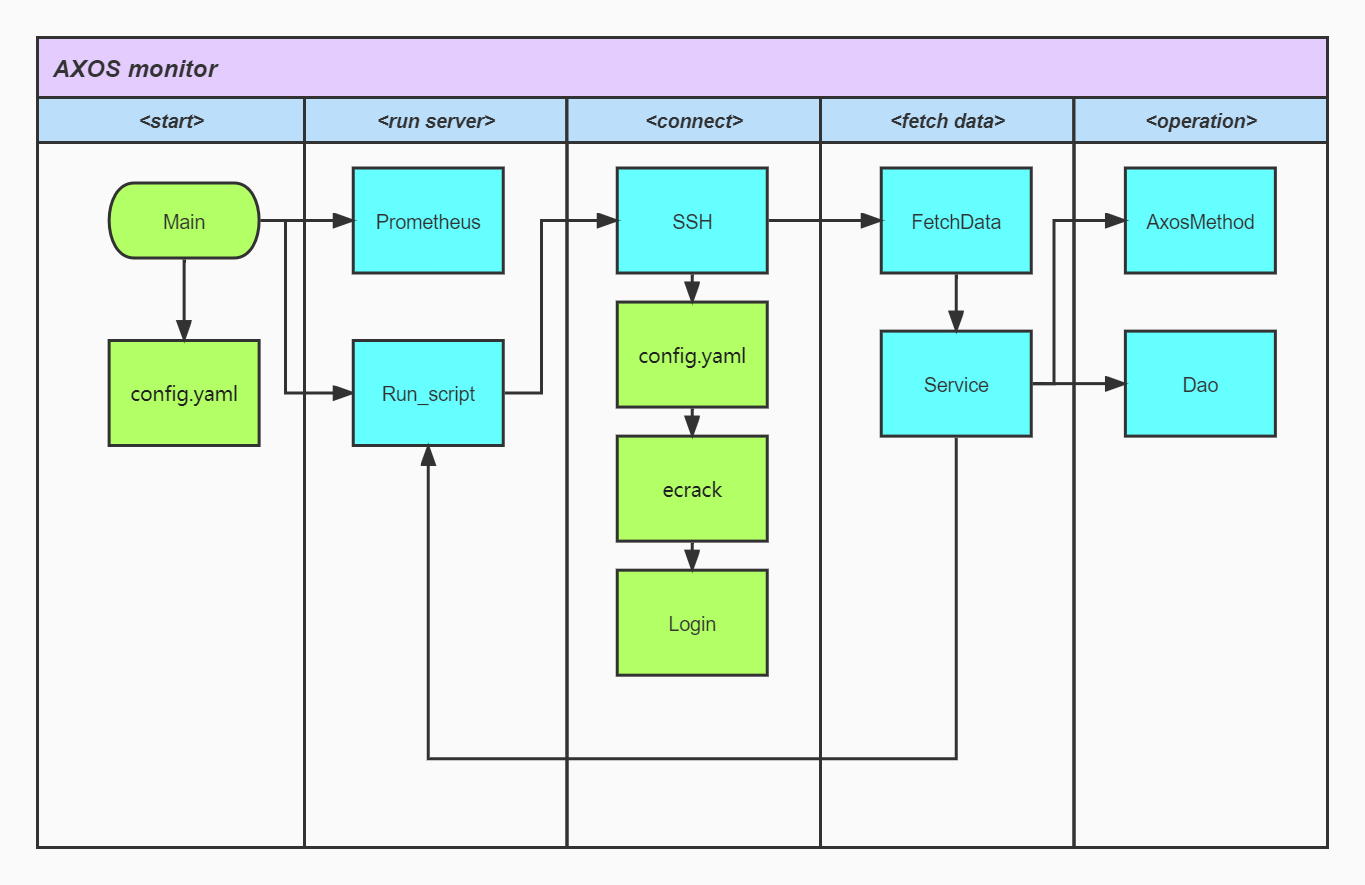 AXOS monitor
<start>
<run server>
<connect>
<fetch data>
<operation>
Main
Prometheus
SSH
FetchData
AxosMethod
config.yaml
Run_script
config.yaml
Service
Dao
ecrack
Login